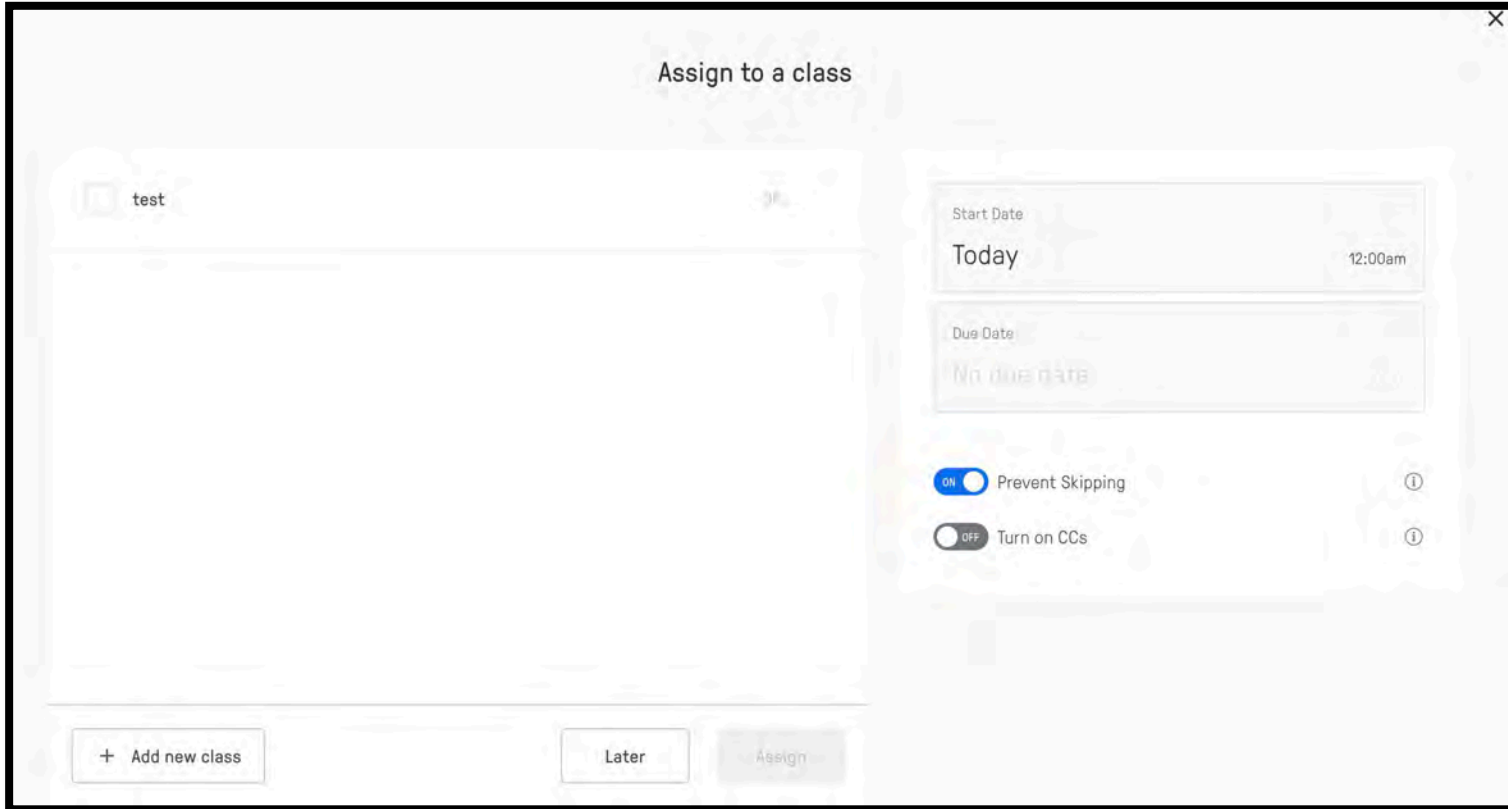 Assign to a class
test
Start Date
Today 12:00am
Due Date
No due date
ON Prevent Skipping
OFF Turn on CCs
+ Add new class
Later
Assign